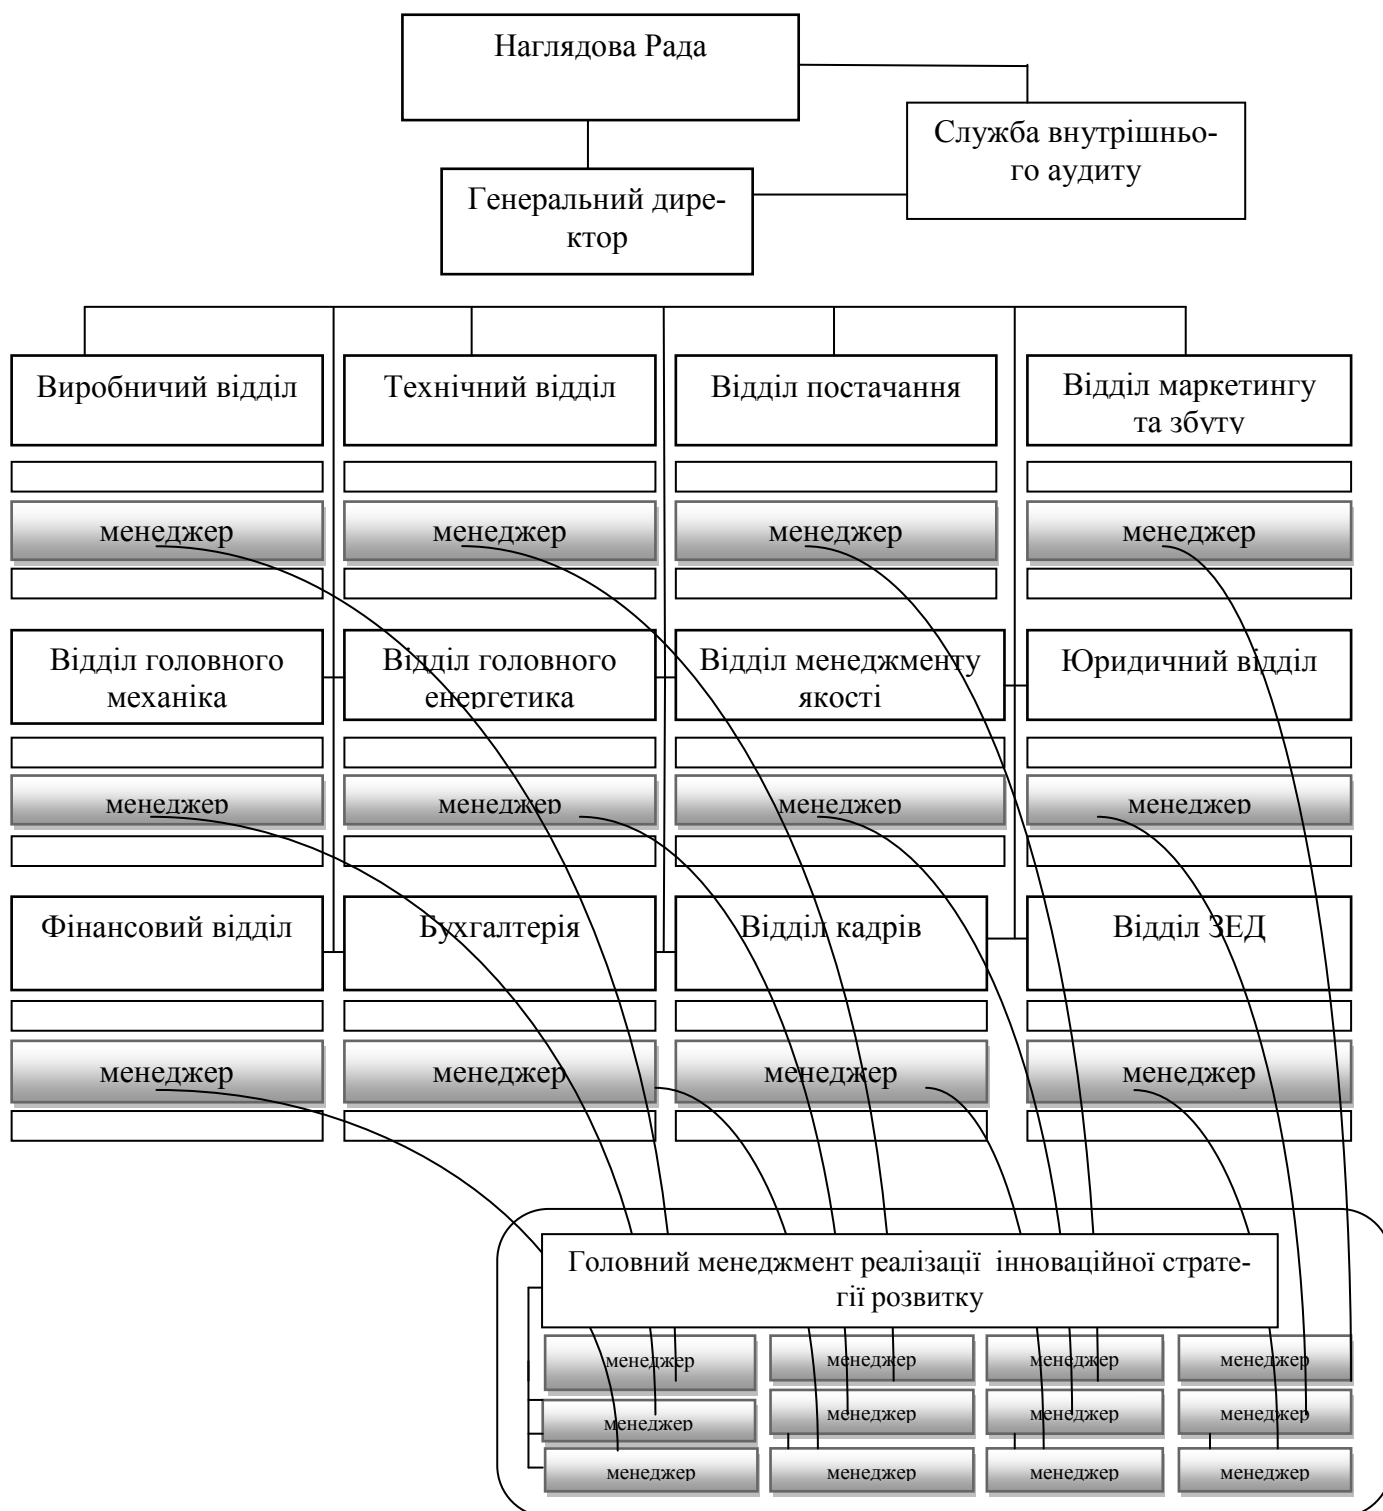 Наглядова Рада
Служба внутрішньо-
го аудиту
Генеральний дире-
ктор
Виробничий відділ
Технічний відділ
Відділ постачання
Відділ маркетингу
та збуту
менеджер
менеджер
менеджер
менеджер
Відділ головного
механіка
Відділ головного
енергетика
Відділ менеджменту
якості
Юридичний відділ
менеджер
менеджер
менеджер
менеджер
Фінансовий відділ
Бухгалтерія
Відділ кадрів
Відділ ЗЕД
менеджер
менеджер
менеджер
менеджер
Головний менеджмент реалізації інноваційної страте-
гії розвитку
менеджер
менеджер
менеджер
менеджер
менеджер
менеджер
менеджер
менеджер
менеджер
менеджер
менеджер
менеджер